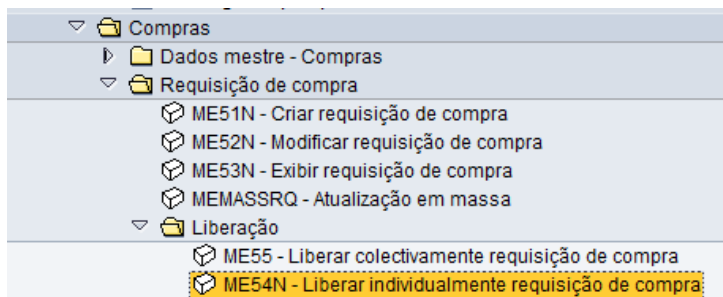 Compras
Dados mestre - Compras
Requisição de compra
ME51N - Criar requisição de compra
ME52N - Modificar requisição de compra
ME53N - Exibir requisição de compra
MEMASSRQ - Atualização em massa
Liberação
ME55 - Liberar colectivamente requisição de compra
ME54N - Liberar individualmente requisição de compra